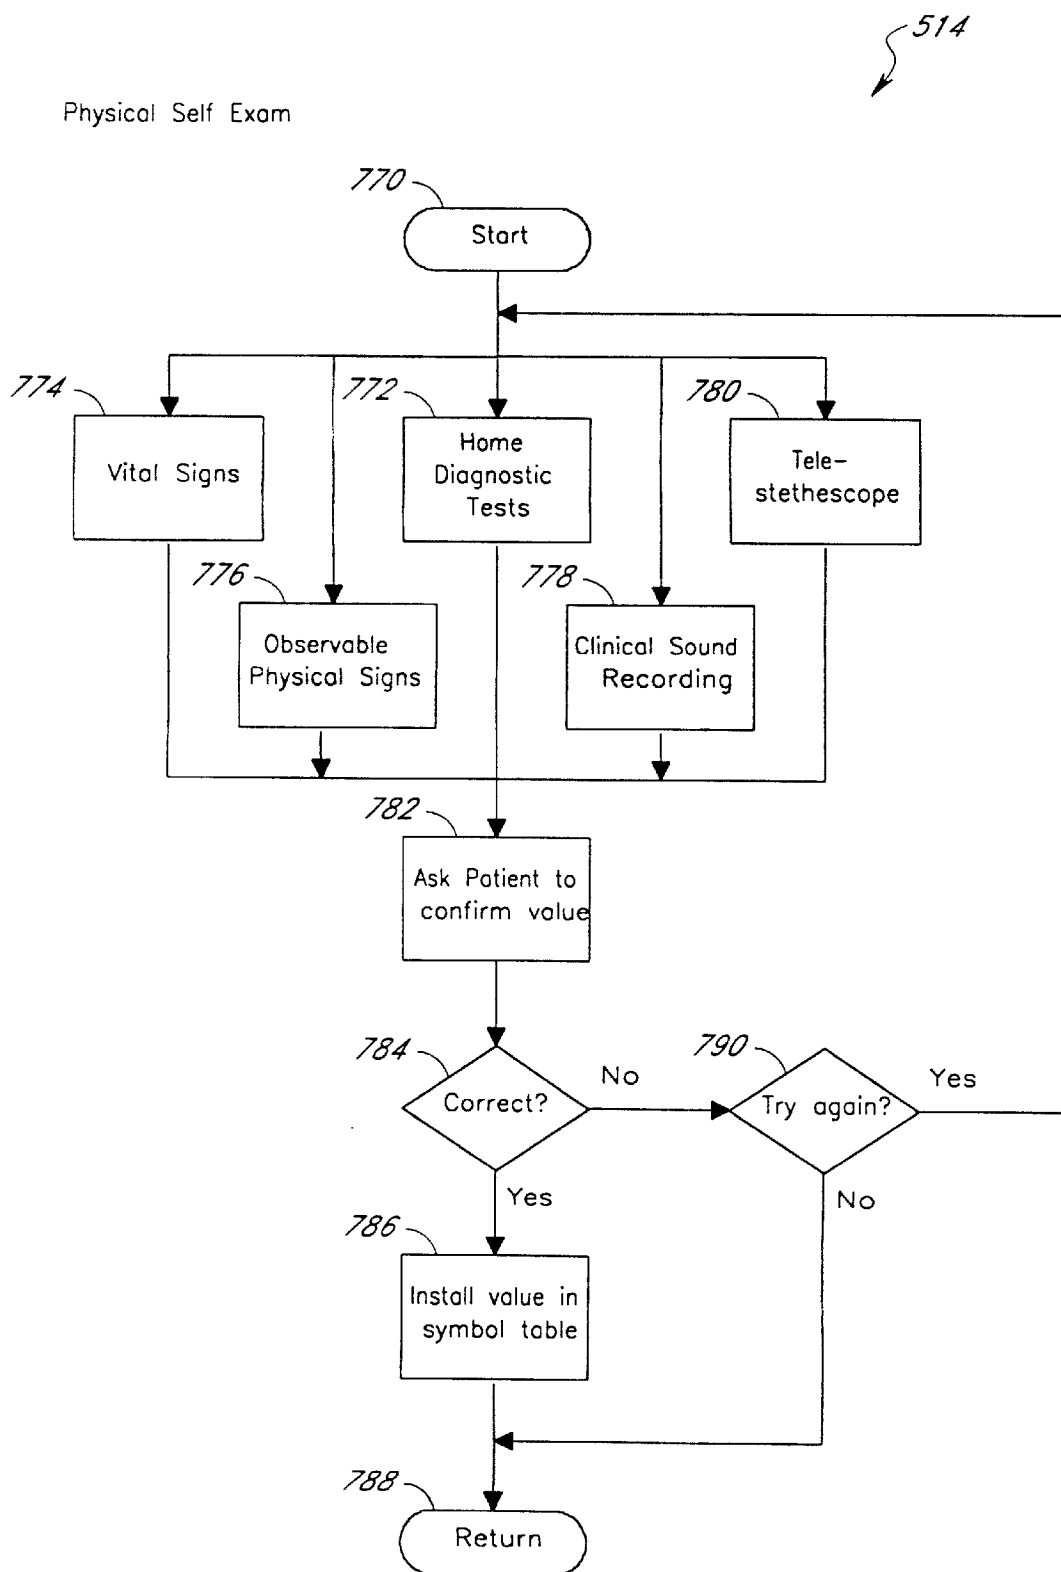 514
Physical Self Exam
770
Start
774
772
780
Vital Signs
Home
Diagnostic
Tests
Tele-
stethescope
776
778
Observable
Physical Signs
Clinical Sound
Recording
782
Ask Patient to
confirm value
784
790
Correct?
No
Try again?
Yes
Yes
No
786
Install value in
symbol table
788
Return